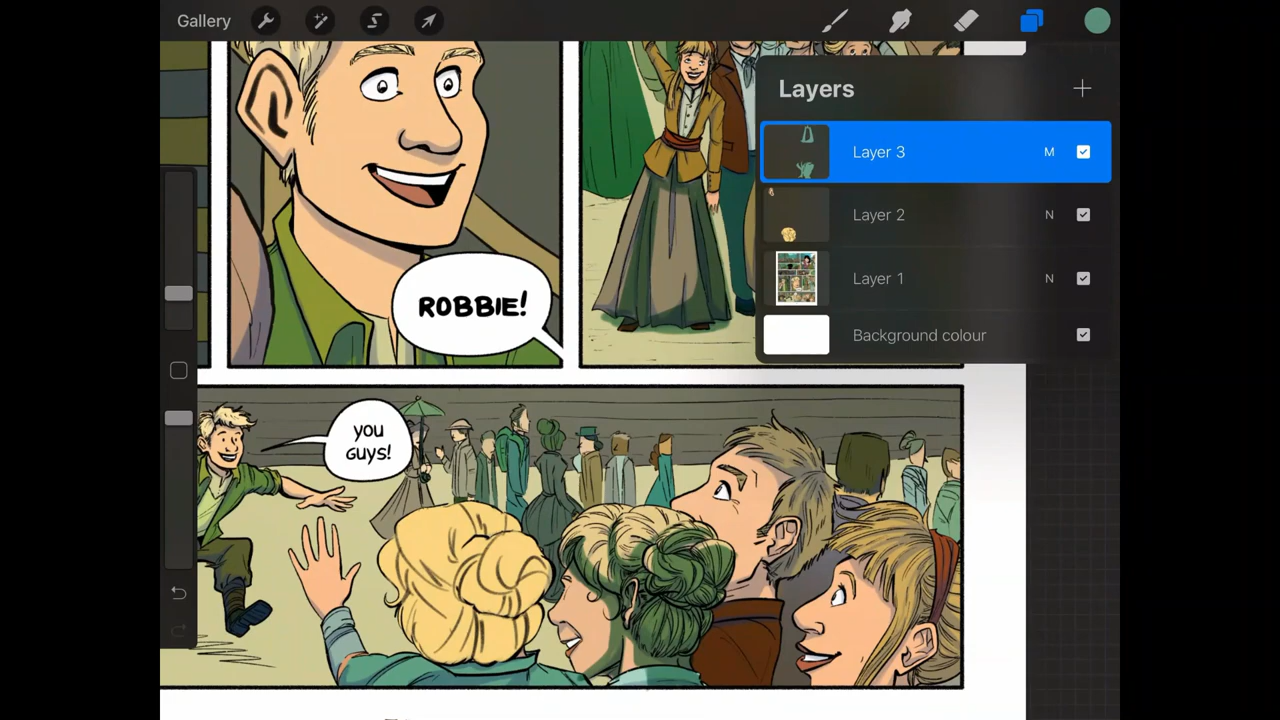 Gallery
Layers
Layer 3
M
Layer 2
N
Layer 1
N
Background colour
ROBBIE!
you
guys!